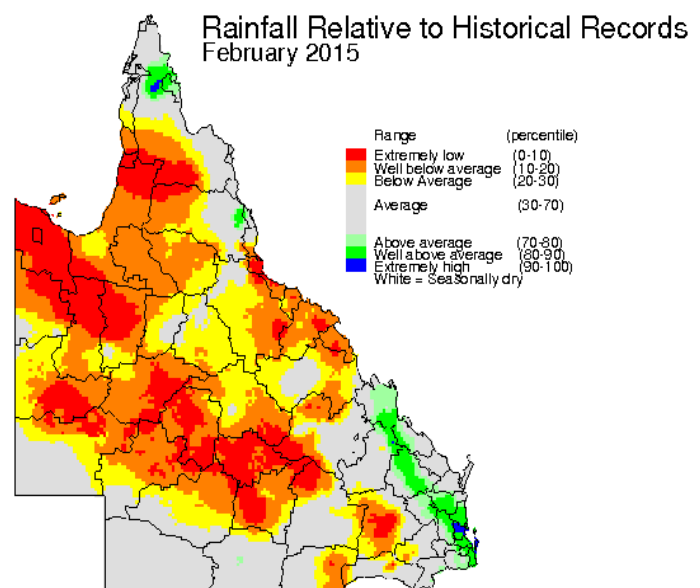 Rainfall Relative to Historical Records
February 2015
Range (percentile)
Extremely low (0-10)
Well below average (10-20)
Below Average (20-30)
Average (30-70)
Above average (70-80)
Well above average (80-90)
Extremely high (90-100)
White = Seasonally dry